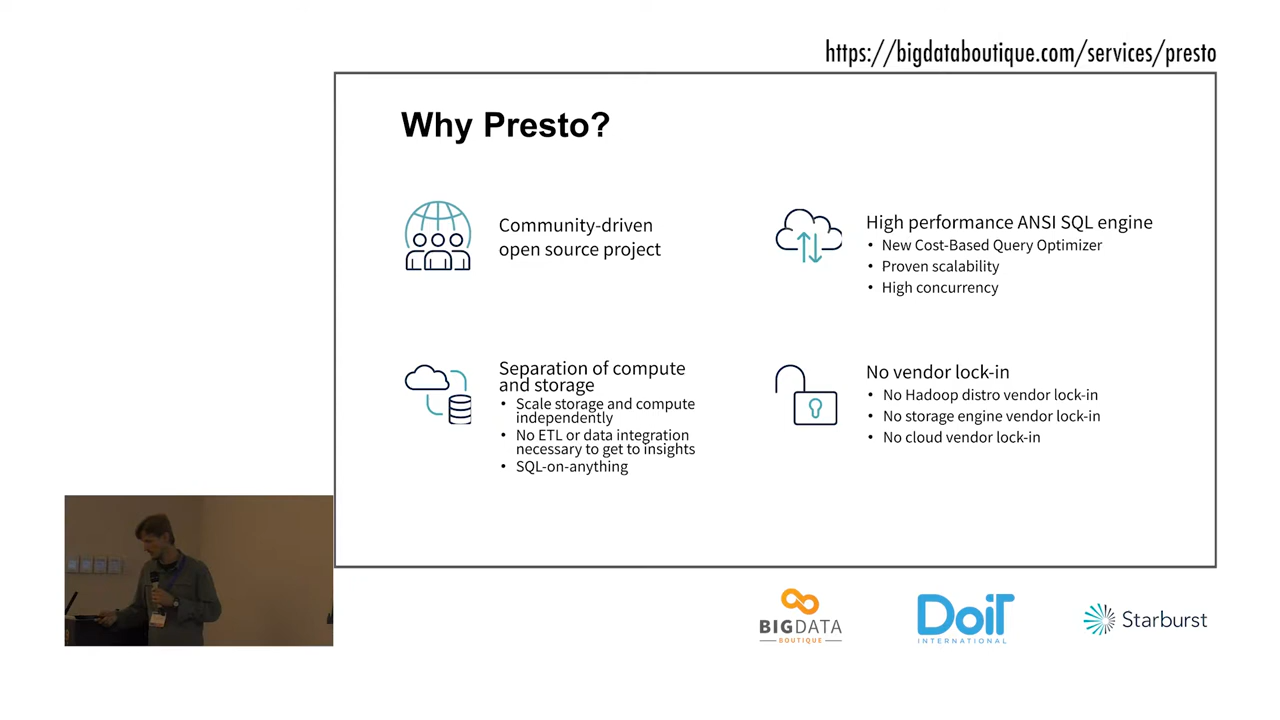 https://bigdataboutique.com/services/presto
Why Presto?
Community-driven
open source project
High performance ANSI SQL engine
• New Cost-Based Query Optimizer
• Proven scalability
• High concurrency
Separation of compute
and storage
• Scale storage and compute
independently
• No ETL or data integration
necessary to get to insights
• SQL-on-anything
No vendor lock-in
• No Hadoop distro vendor lock-in
• No storage engine vendor lock-in
• No cloud vendor lock-in
BIGDATA
BOUTIQUE
DoiT
INTERNATIONAL
Starburst